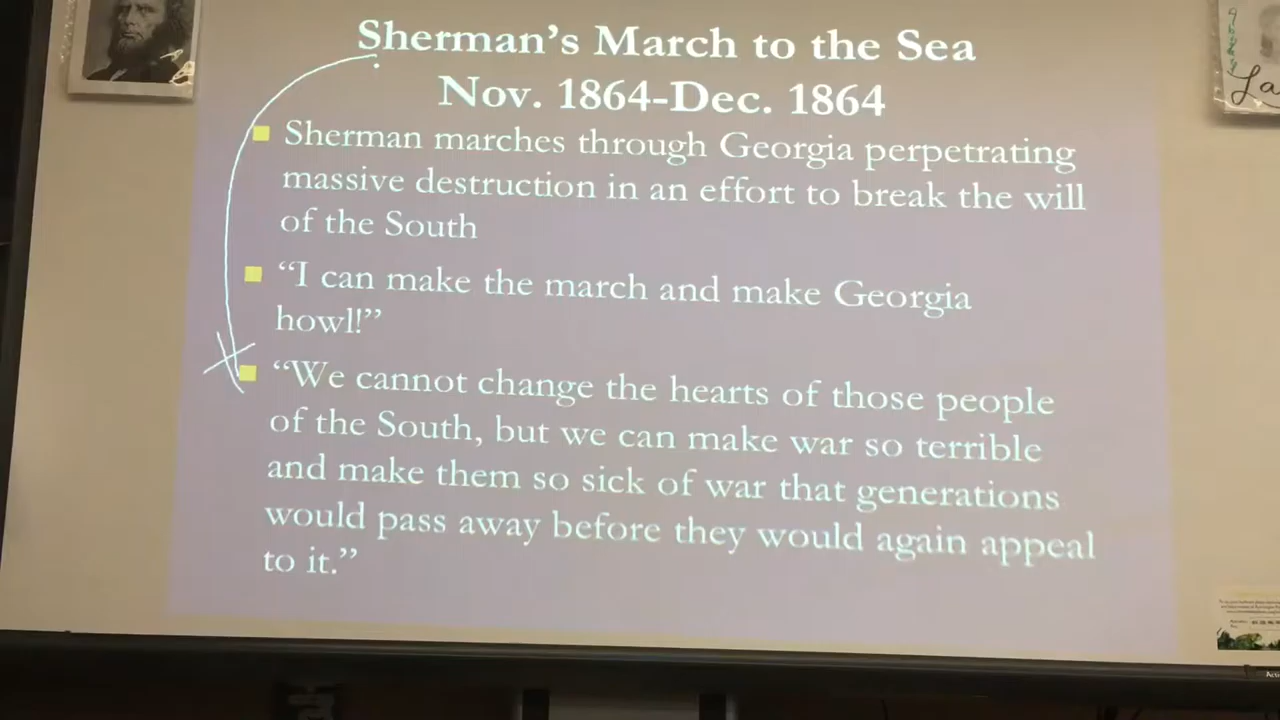 Sherman's March to the Sea
Nov. 1864-Dec. 1864
Sherman marches through Georgia perpetrating
massive destruction in an effort to break the will
of the South
“I can make the march and make Georgia
howl!”
“We cannot change the hearts of those people
of the South, but we can make war so terrible
and make them so sick of war that generations
would pass away before they would again appeal
to it.”